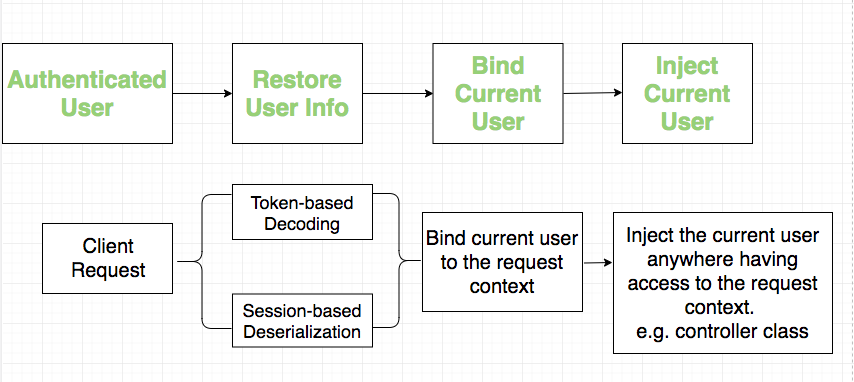 Authenticated
User
Restore
User Info
Bind
Current
User
Inject
Current
User
Client
Request
Token-based
Decoding
Session-based
Deserialization
Bind current user
to the request
context
Inject the current user
anywhere having
access to the request
context.
e.g. controller class